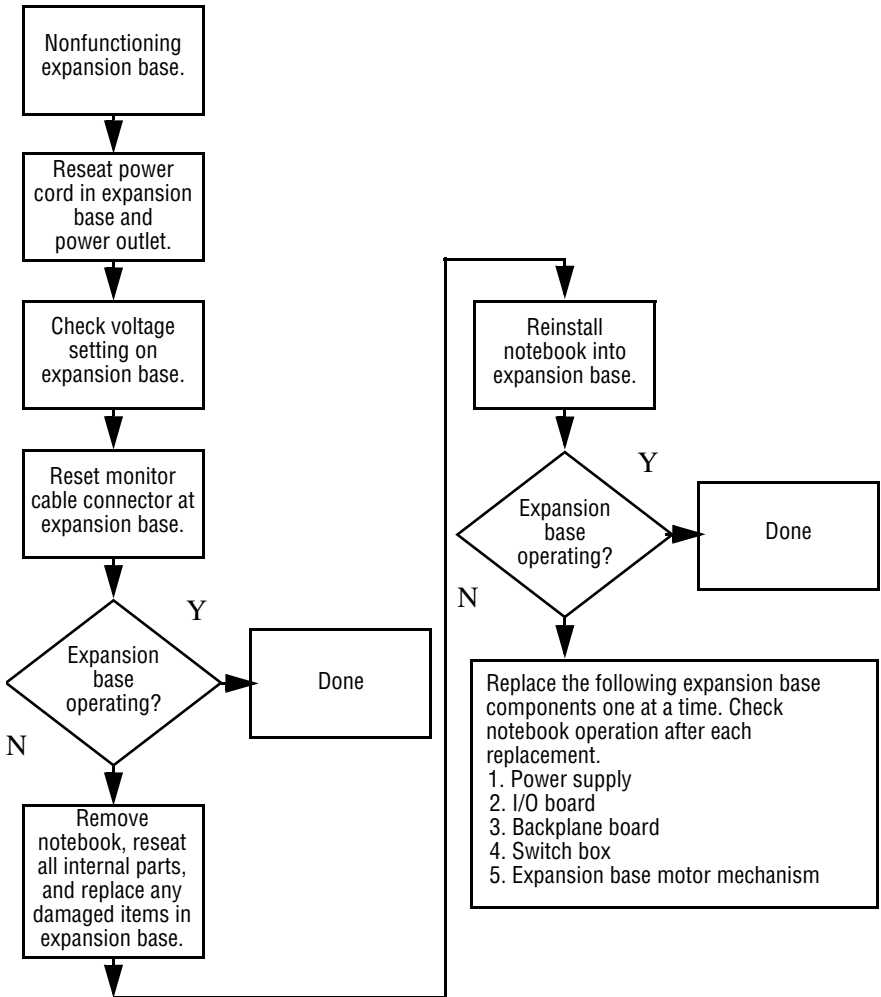 Nonfunctioning
expansion base.
Reseat power
cord in expansion
base and
power outlet.
Check voltage
setting on
expansion base.
Reset monitor
cable connector at
expansion base.
Y
Expansion
base
operating?
N
Done
Remove
notebook, reseat
all internal parts,
and replace any
damaged items in
expansion base.
Reinstall
notebook into
expansion base.
Y
Expansion
base
operating?
N
Done
Replace the following expansion base
components one at a time. Check
notebook operation after each
replacement.
1. Power supply
2. I/O board
3. Backplane board
4. Switch box
5. Expansion base motor mechanism